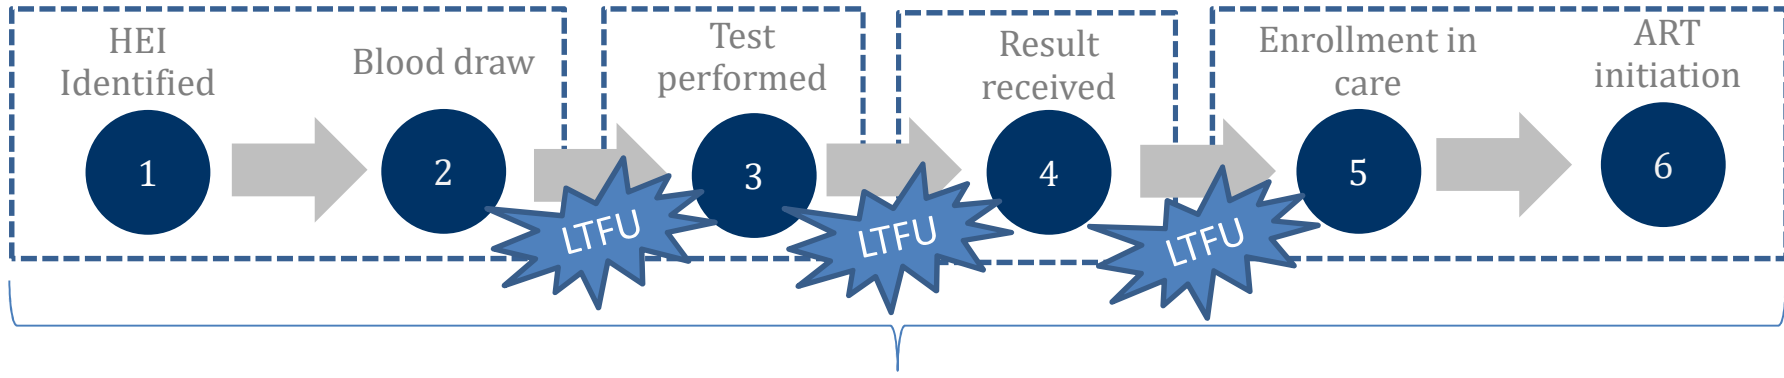 HEI
Identified
1
Blood draw
2
LTFU
Test
performed
3
LTFU
Result
received
4
LTFU
Enrollment in
care
5
ART
initiation
6